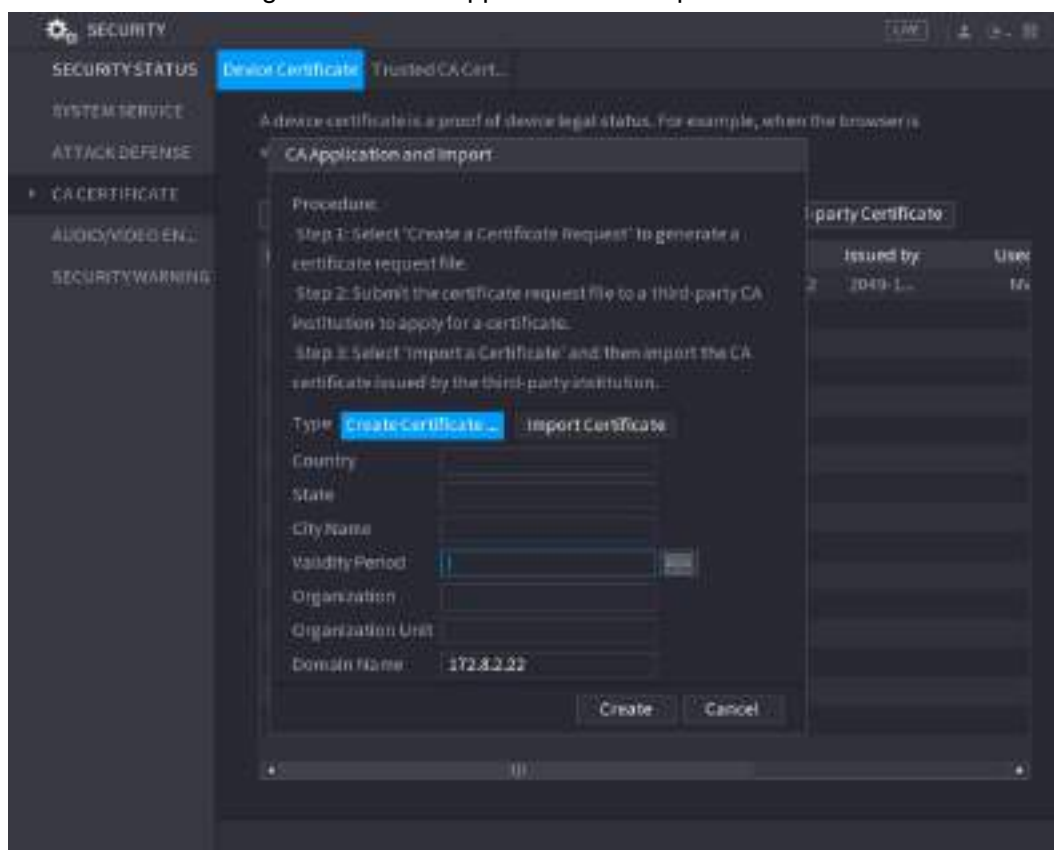 SECURITY
LIVE
SECURITY STATUS
Device Certificate
Trusted CA Cert...
SYSTEM SERVICE
A device certificate is a proof of device legal status. For example, when the browser is
ATTACK DEFENSE
CA Application and Import
CA CERTIFICATE
Procedure:
-party Certificate
Step 1: Select 'Create a Certificate Request' to generate a
AUDIO/VIDEO EN...
certificate request file.
Issued by
Used
SECURITY WARNING
Step 2: Submit the certificate request file to a third-party CA
2
2049-1...
institution to apply for a certificate.
Step 3: Select 'Import a Certificate' and then import the CA
certificate issued by the third-party institution.
Type
Create Certificate ...
Import Certificate
Country
State
City Name
Validity Period
Organization
Organization Unit
Domain Name
172.8.2.22
Create
Cancel